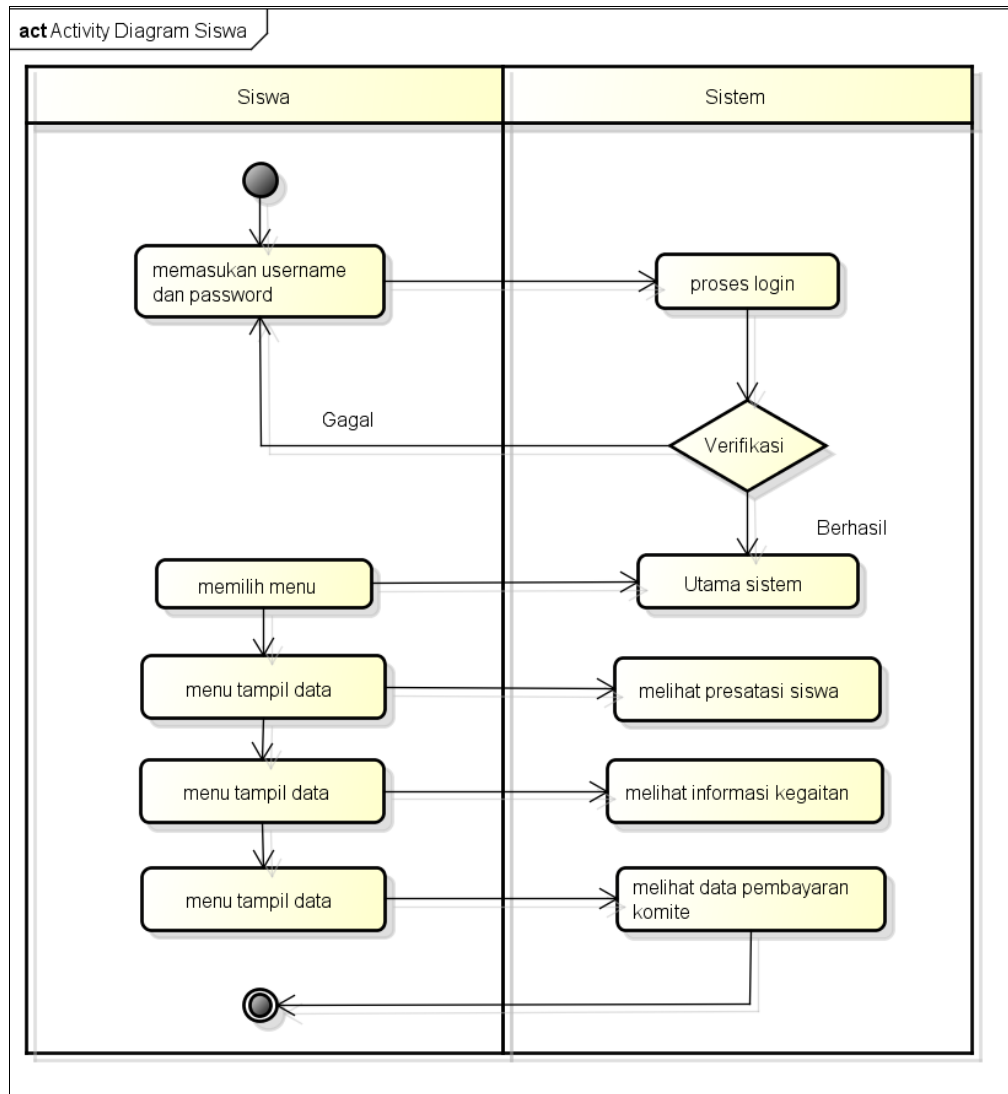 act Activity Diagram Siswa
Siswa
Sistem
memasukan username
dan password
proses login
Gagal
Verifikasi
Berhasil
memilih menu
Utama sistem
menu tampil data
melihat presatasi siswa
menu tampil data
melihat informasi kegaitan
menu tampil data
melihat data pembayaran
komite